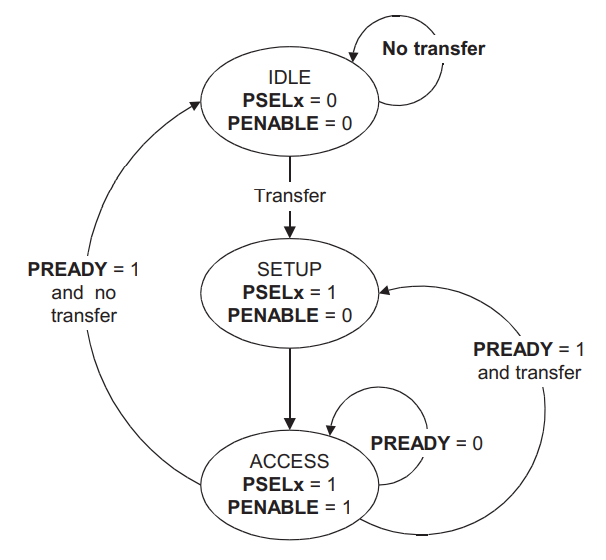 No transfer
IDLE
PSELx = 0
PENABLE = 0
Transfer
SETUP
PSELx = 1
PENABLE = 0
PREADY = 1
and no
transfer
PREADY = 1
and transfer
PREADY = 0
ACCESS
PSELx = 1
PENABLE = 1